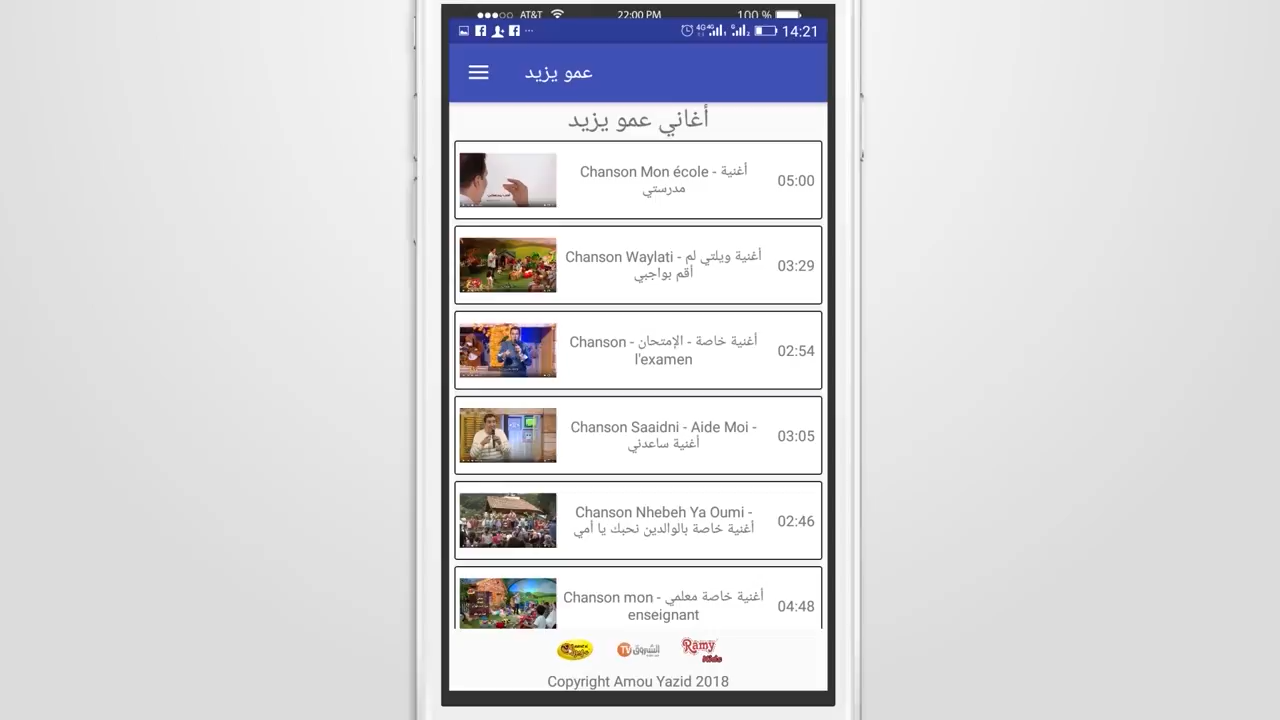 AT&T 22:00 PM 100 %
4G 4G 14:21
عمو يزيد
أغاني عمو يزيد
Chanson Mon école - أغنية
مدرستي
05:00
Chanson Waylati - أغنية ويلتي لم
أقم بواجبي
03:29
Chanson - أغنية خاصة - الإمتحان
l'examen
02:54
Chanson Saaidni - Aide Moi -
أغنية ساعدني
03:05
Chanson Nhebeh Ya Oumi -
أغنية خاصة بالوالدين نحبك يا أمي
02:46
Chanson mon - أغنية خاصة معلمي
enseignant
04:48
الشروق TV Ramy Kids
Copyright Amou Yazid 2018